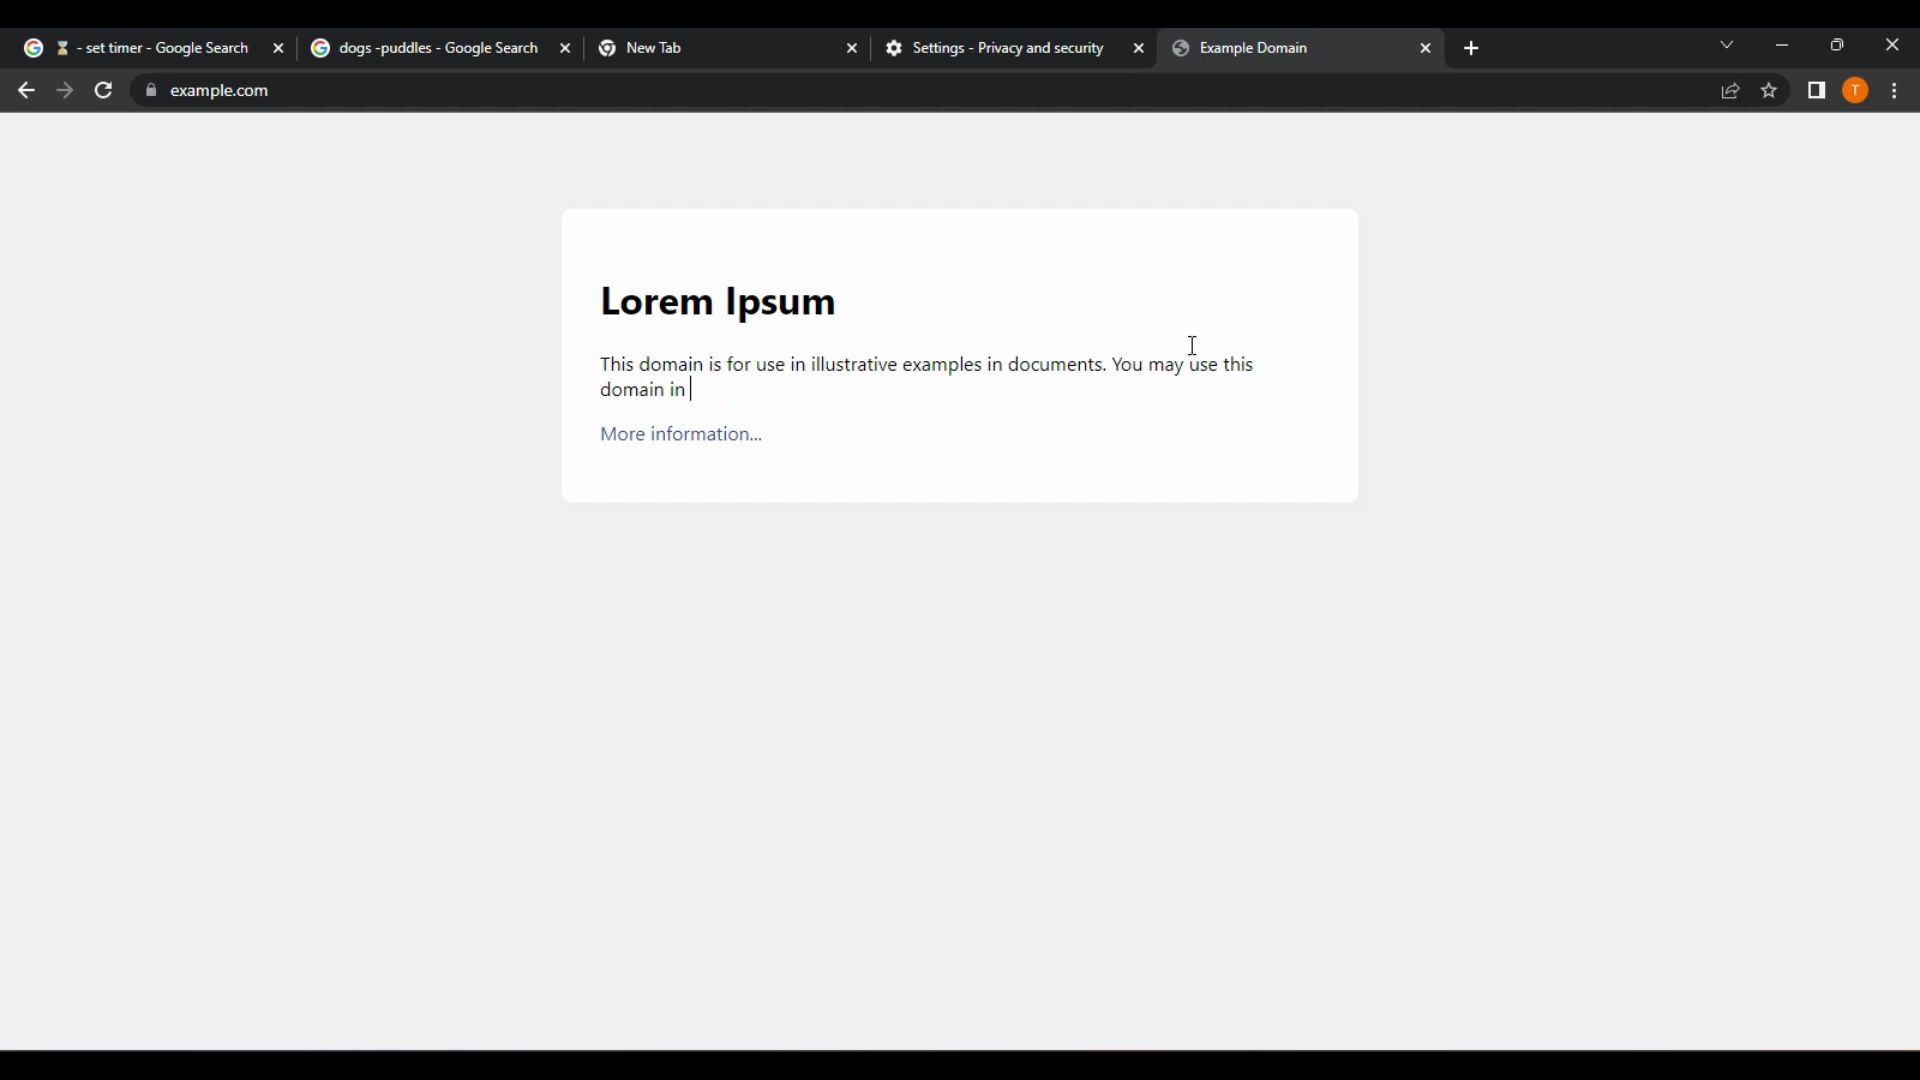 - set timer - Google Search
dogs -puddles - Google Search
New Tab
Settings - Privacy and security
Example Domain
example.com
T
Lorem Ipsum
This domain is for use in illustrative examples in documents. You may use this
domain in
More information...